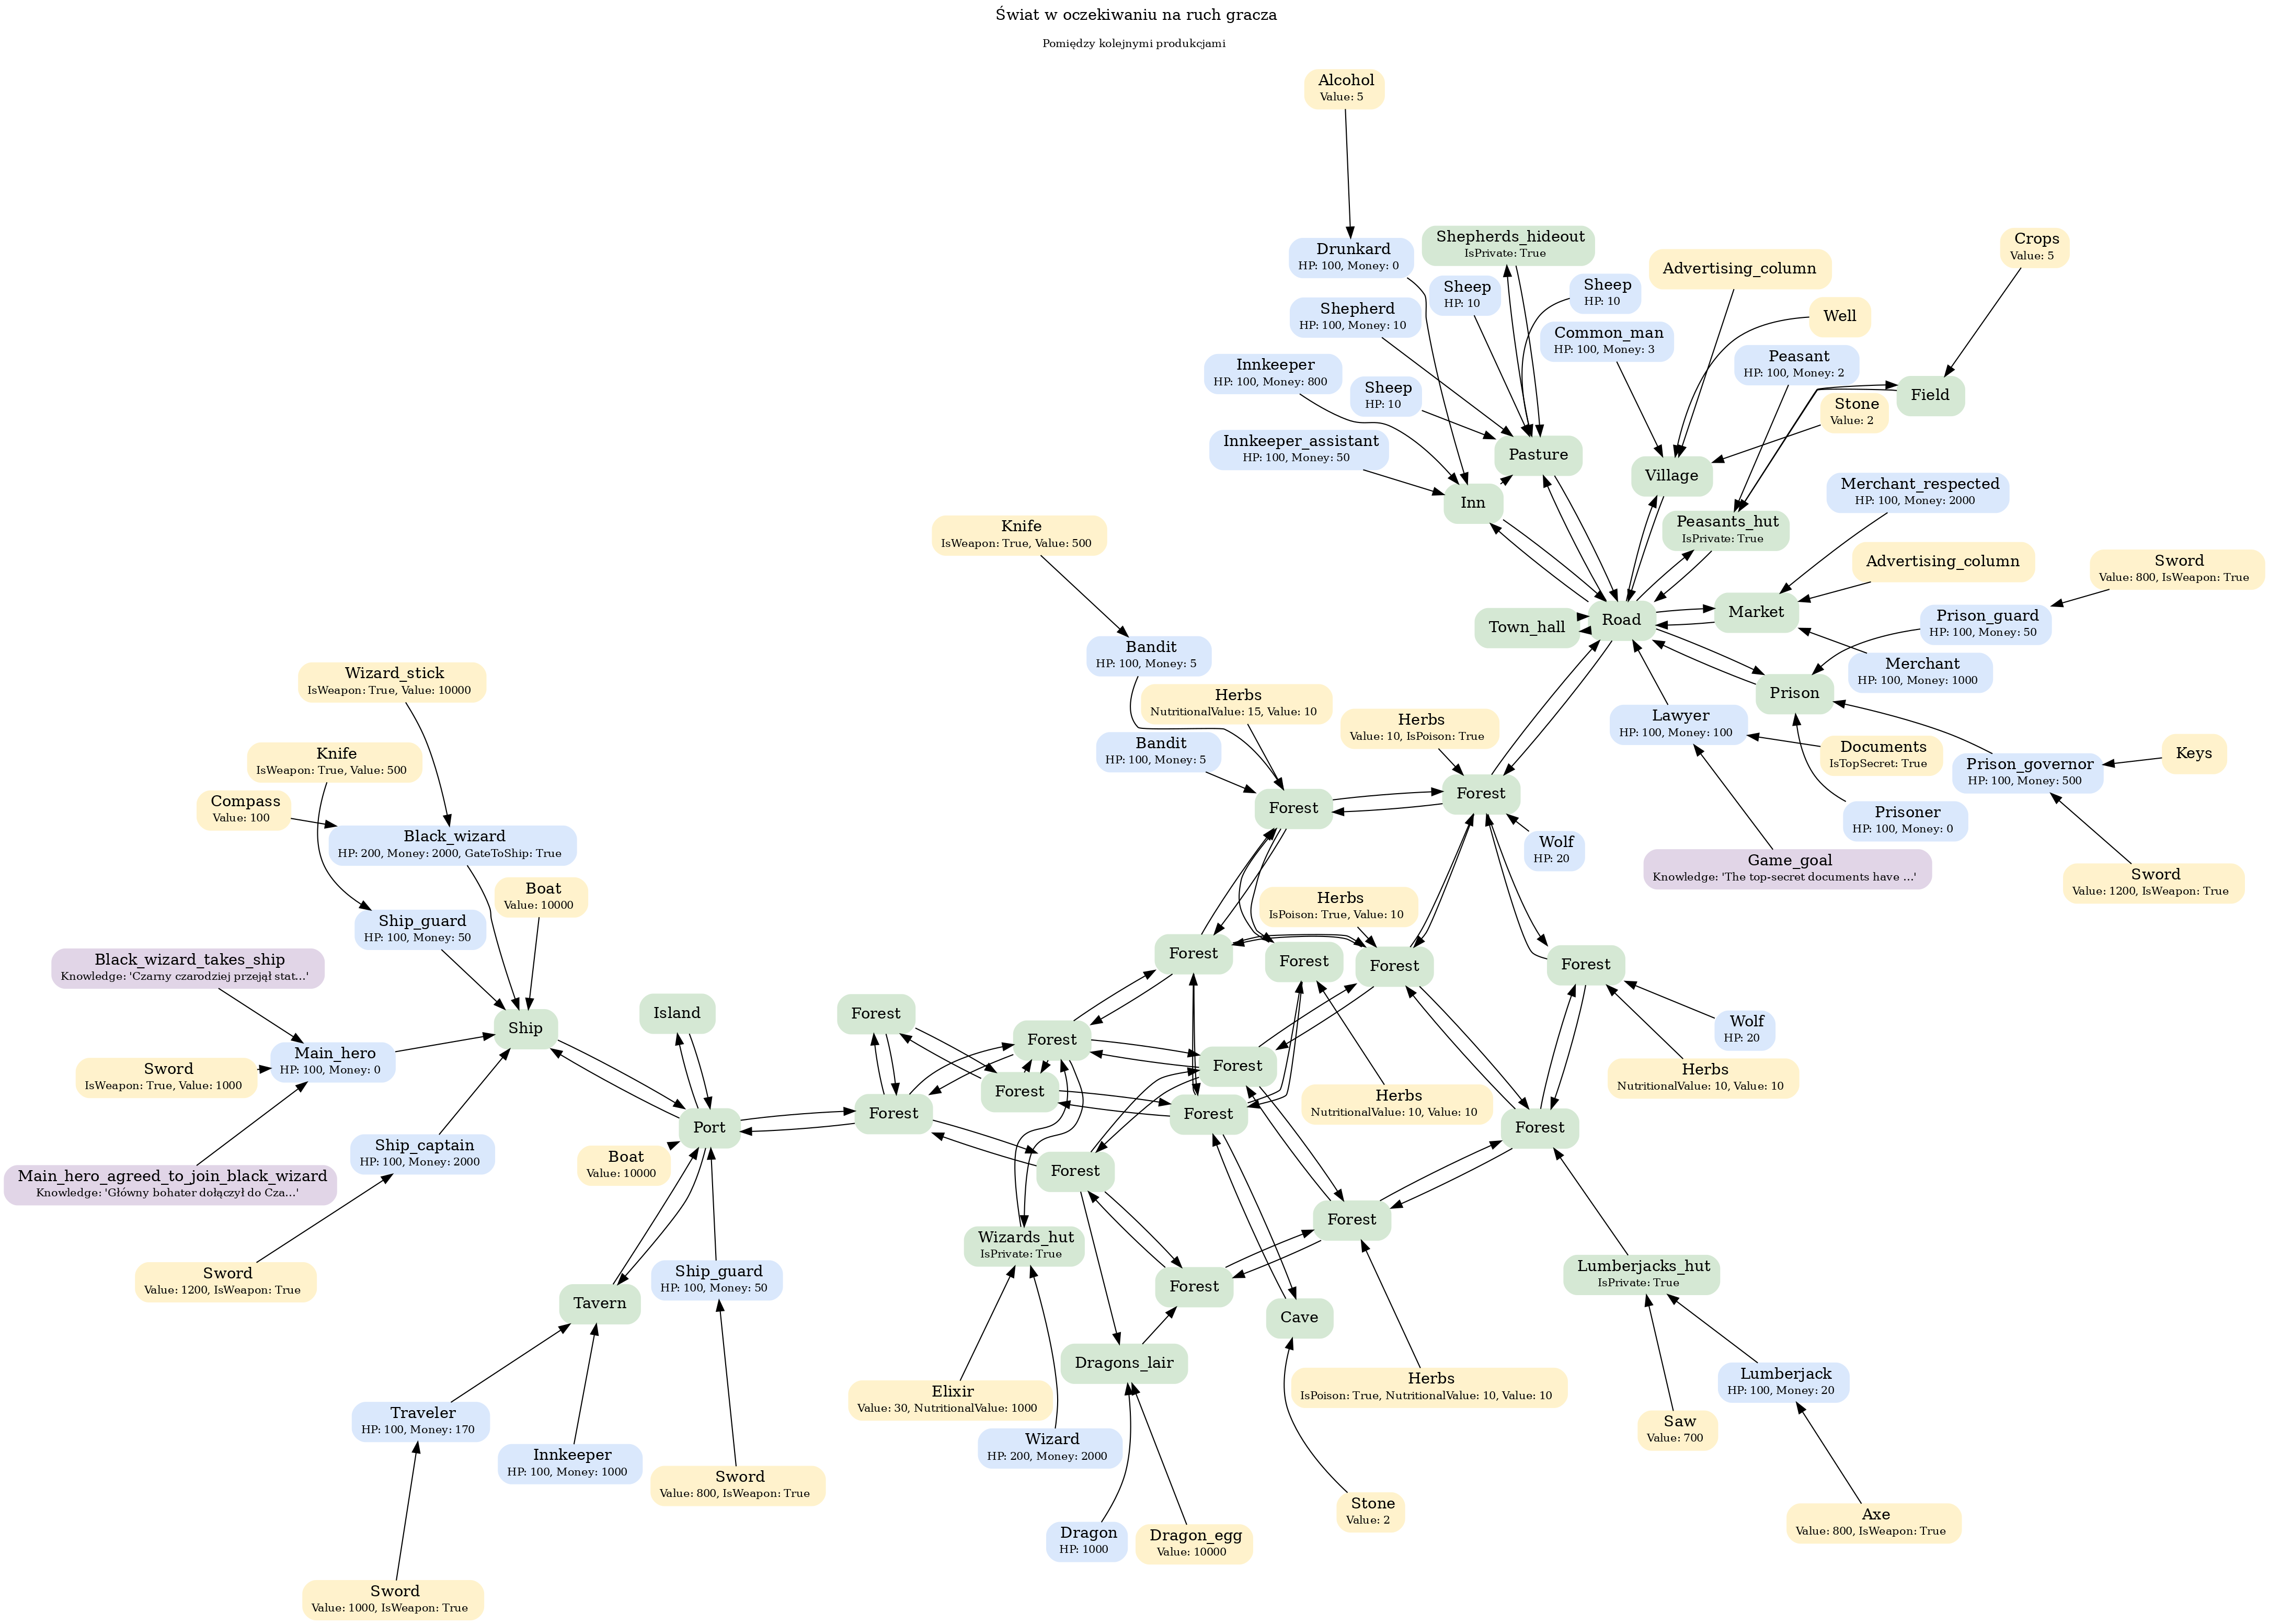 Świat w oczekiwaniu na ruch gracza
Pomiędzy kolejnymi produkcjami
Alcohol
Value: 5
Drunkard
HP: 100, Money: 0
Shepherds_hideout
IsPrivate: True
Sheep
HP: 10
Sheep
HP: 10
Advertising_column
Crops
Value: 5
Shepherd
HP: 100, Money: 10
Well
Common_man
HP: 100, Money: 3
Peasant
HP: 100, Money: 2
Innkeeper
HP: 100, Money: 800
Sheep
HP: 10
Field
Stone
Value: 2
Innkeeper_assistant
HP: 100, Money: 50
Pasture
Village
Inn
Merchant_respected
HP: 100, Money: 2000
Peasants_hut
IsPrivate: True
Knife
IsWeapon: True, Value: 500
Advertising_column
Sword
Value: 800, IsWeapon: True
Town_hall
Road
Market
Prison_guard
HP: 100, Money: 50
Bandit
HP: 100, Money: 5
Merchant
HP: 100, Money: 1000
Wizard_stick
IsWeapon: True, Value: 10000
Herbs
NutritionalValue: 15, Value: 10
Prison
Herbs
Value: 10, IsPoison: True
Lawyer
HP: 100, Money: 100
Bandit
HP: 100, Money: 5
Documents
IsTopSecret: True
Keys
Knife
IsWeapon: True, Value: 500
Prison_governor
HP: 100, Money: 500
Compass
Value: 100
Forest
Forest
Prisoner
HP: 100, Money: 0
Black_wizard
HP: 200, Money: 2000, GateToShip: True
Wolf
HP: 20
Game_goal
Knowledge: 'The top-secret documents have ...'
Sword
Value: 1200, IsWeapon: True
Boat
Value: 10000
Herbs
IsPoison: True, Value: 10
Ship_guard
HP: 100, Money: 50
Black_wizard_takes_ship
Knowledge: 'Czarny czarodziej przejął stat...'
Forest
Forest
Forest
Forest
Island
Forest
Ship
Wolf
HP: 20
Forest
Main_hero
HP: 100, Money: 0
Sword
IsWeapon: True, Value: 1000
Forest
Herbs
NutritionalValue: 10, Value: 10
Forest
Herbs
NutritionalValue: 10, Value: 10
Forest
Forest
Port
Forest
Ship_captain
HP: 100, Money: 2000
Boat
Value: 10000
Forest
Main_hero_agreed_to_join_black_wizard
Knowledge: 'Główny bohater dołączył do Cza...'
Forest
Wizards_hut
IsPrivate: True
Sword
Value: 1200, IsWeapon: True
Ship_guard
HP: 100, Money: 50
Forest
Lumberjacks_hut
IsPrivate: True
Tavern
Cave
Dragons_lair
Elixir
Value: 30, NutritionalValue: 1000
Herbs
IsPoison: True, NutritionalValue: 10, Value: 10
Lumberjack
HP: 100, Money: 20
Traveler
HP: 100, Money: 170
Saw
Value: 700
Wizard
HP: 200, Money: 2000
Innkeeper
HP: 100, Money: 1000
Sword
Value: 800, IsWeapon: True
Stone
Value: 2
Axe
Value: 800, IsWeapon: True
Dragon
HP: 1000
Dragon_egg
Value: 10000
Sword
Value: 1000, IsWeapon: True